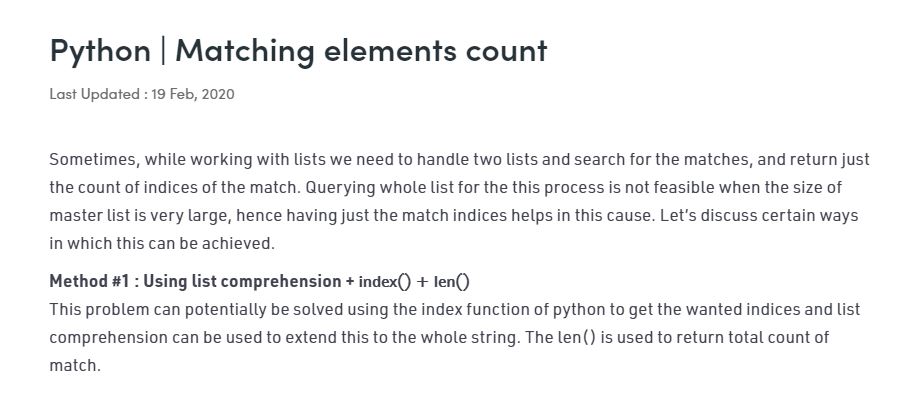 Python | Matching elements count
Last Updated : 19 Feb, 2020
Sometimes, while working with lists we need to handle two lists and search for the matches, and return just
the count of indices of the match. Querying whole list for the this process is not feasible when the size of
master list is very large, hence having just the match indices helps in this cause. Let’s discuss certain ways
in which this can be achieved.
Method #1 : Using list comprehension + index() + len()
This problem can potentially be solved using the index function of python to get the wanted indices and list
comprehension can be used to extend this to the whole string. The len() is used to return total count of
match.